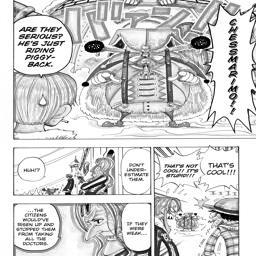 CHESSMARIMO!!
ARE THEY
SERIOUS?
HE'S JUST
RIDING
PIGGY-
BACK.
THAT'S
COOL!!!
THAT'S NOT
COOL!! IT'S
STUPID!!
DON'T
UNDER-
ESTIMATE
THEM.
HUH!?
IF THEY
WERE
WEAK...
...THE
CITIZENS
WOULD'VE
RISEN UP AND
STOPPED THEM
FROM TAKING
ALL THE
DOCTORS.